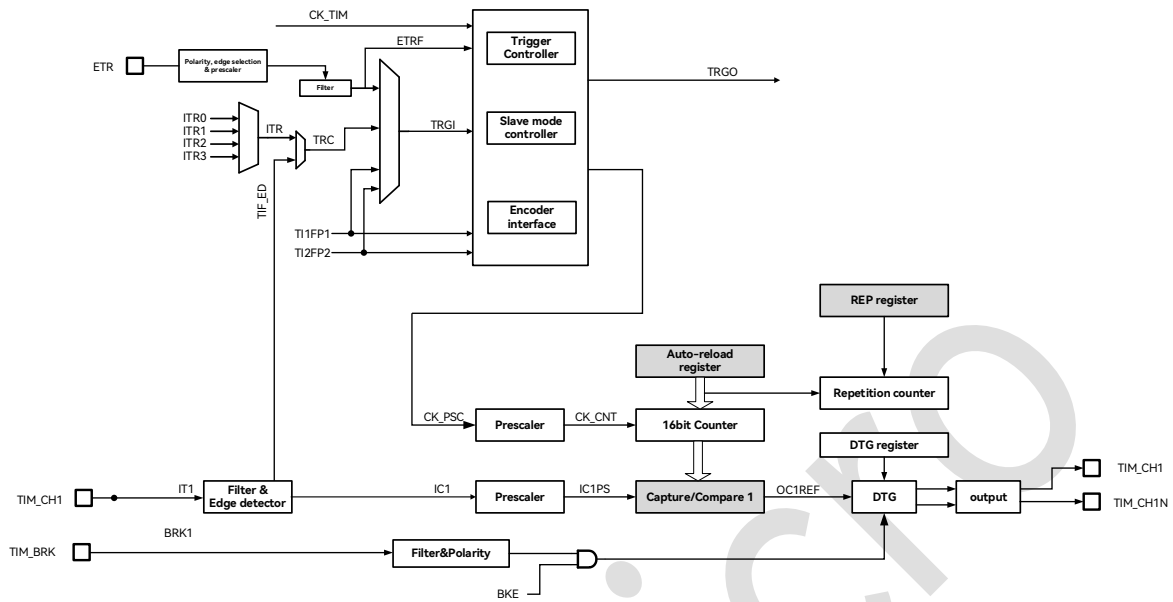 CK_TIM
ETRF
Trigger
Controller
ETR
Polarity, edge selection
& prescaler
Filter
TRGO
ITR0
ITR1
ITR2
ITR3
ITR
TRC
TRGI
Slave mode
controller
TIF_ED
Encoder
interface
TI1FP1
TI2FP2
REP register
Auto-reload
register
Repetition counter
CK_PSC
Prescaler
CK_CNT
16bit Counter
DTG register
TIM_CH1
IT1
Filter &
Edge detector
IC1
Prescaler
IC1PS
Capture/Compare 1
OC1REF
DTG
output
TIM_CH1
TIM_CH1N
BRK1
TIM_BRK
Filter&Polarity
BKE
icro